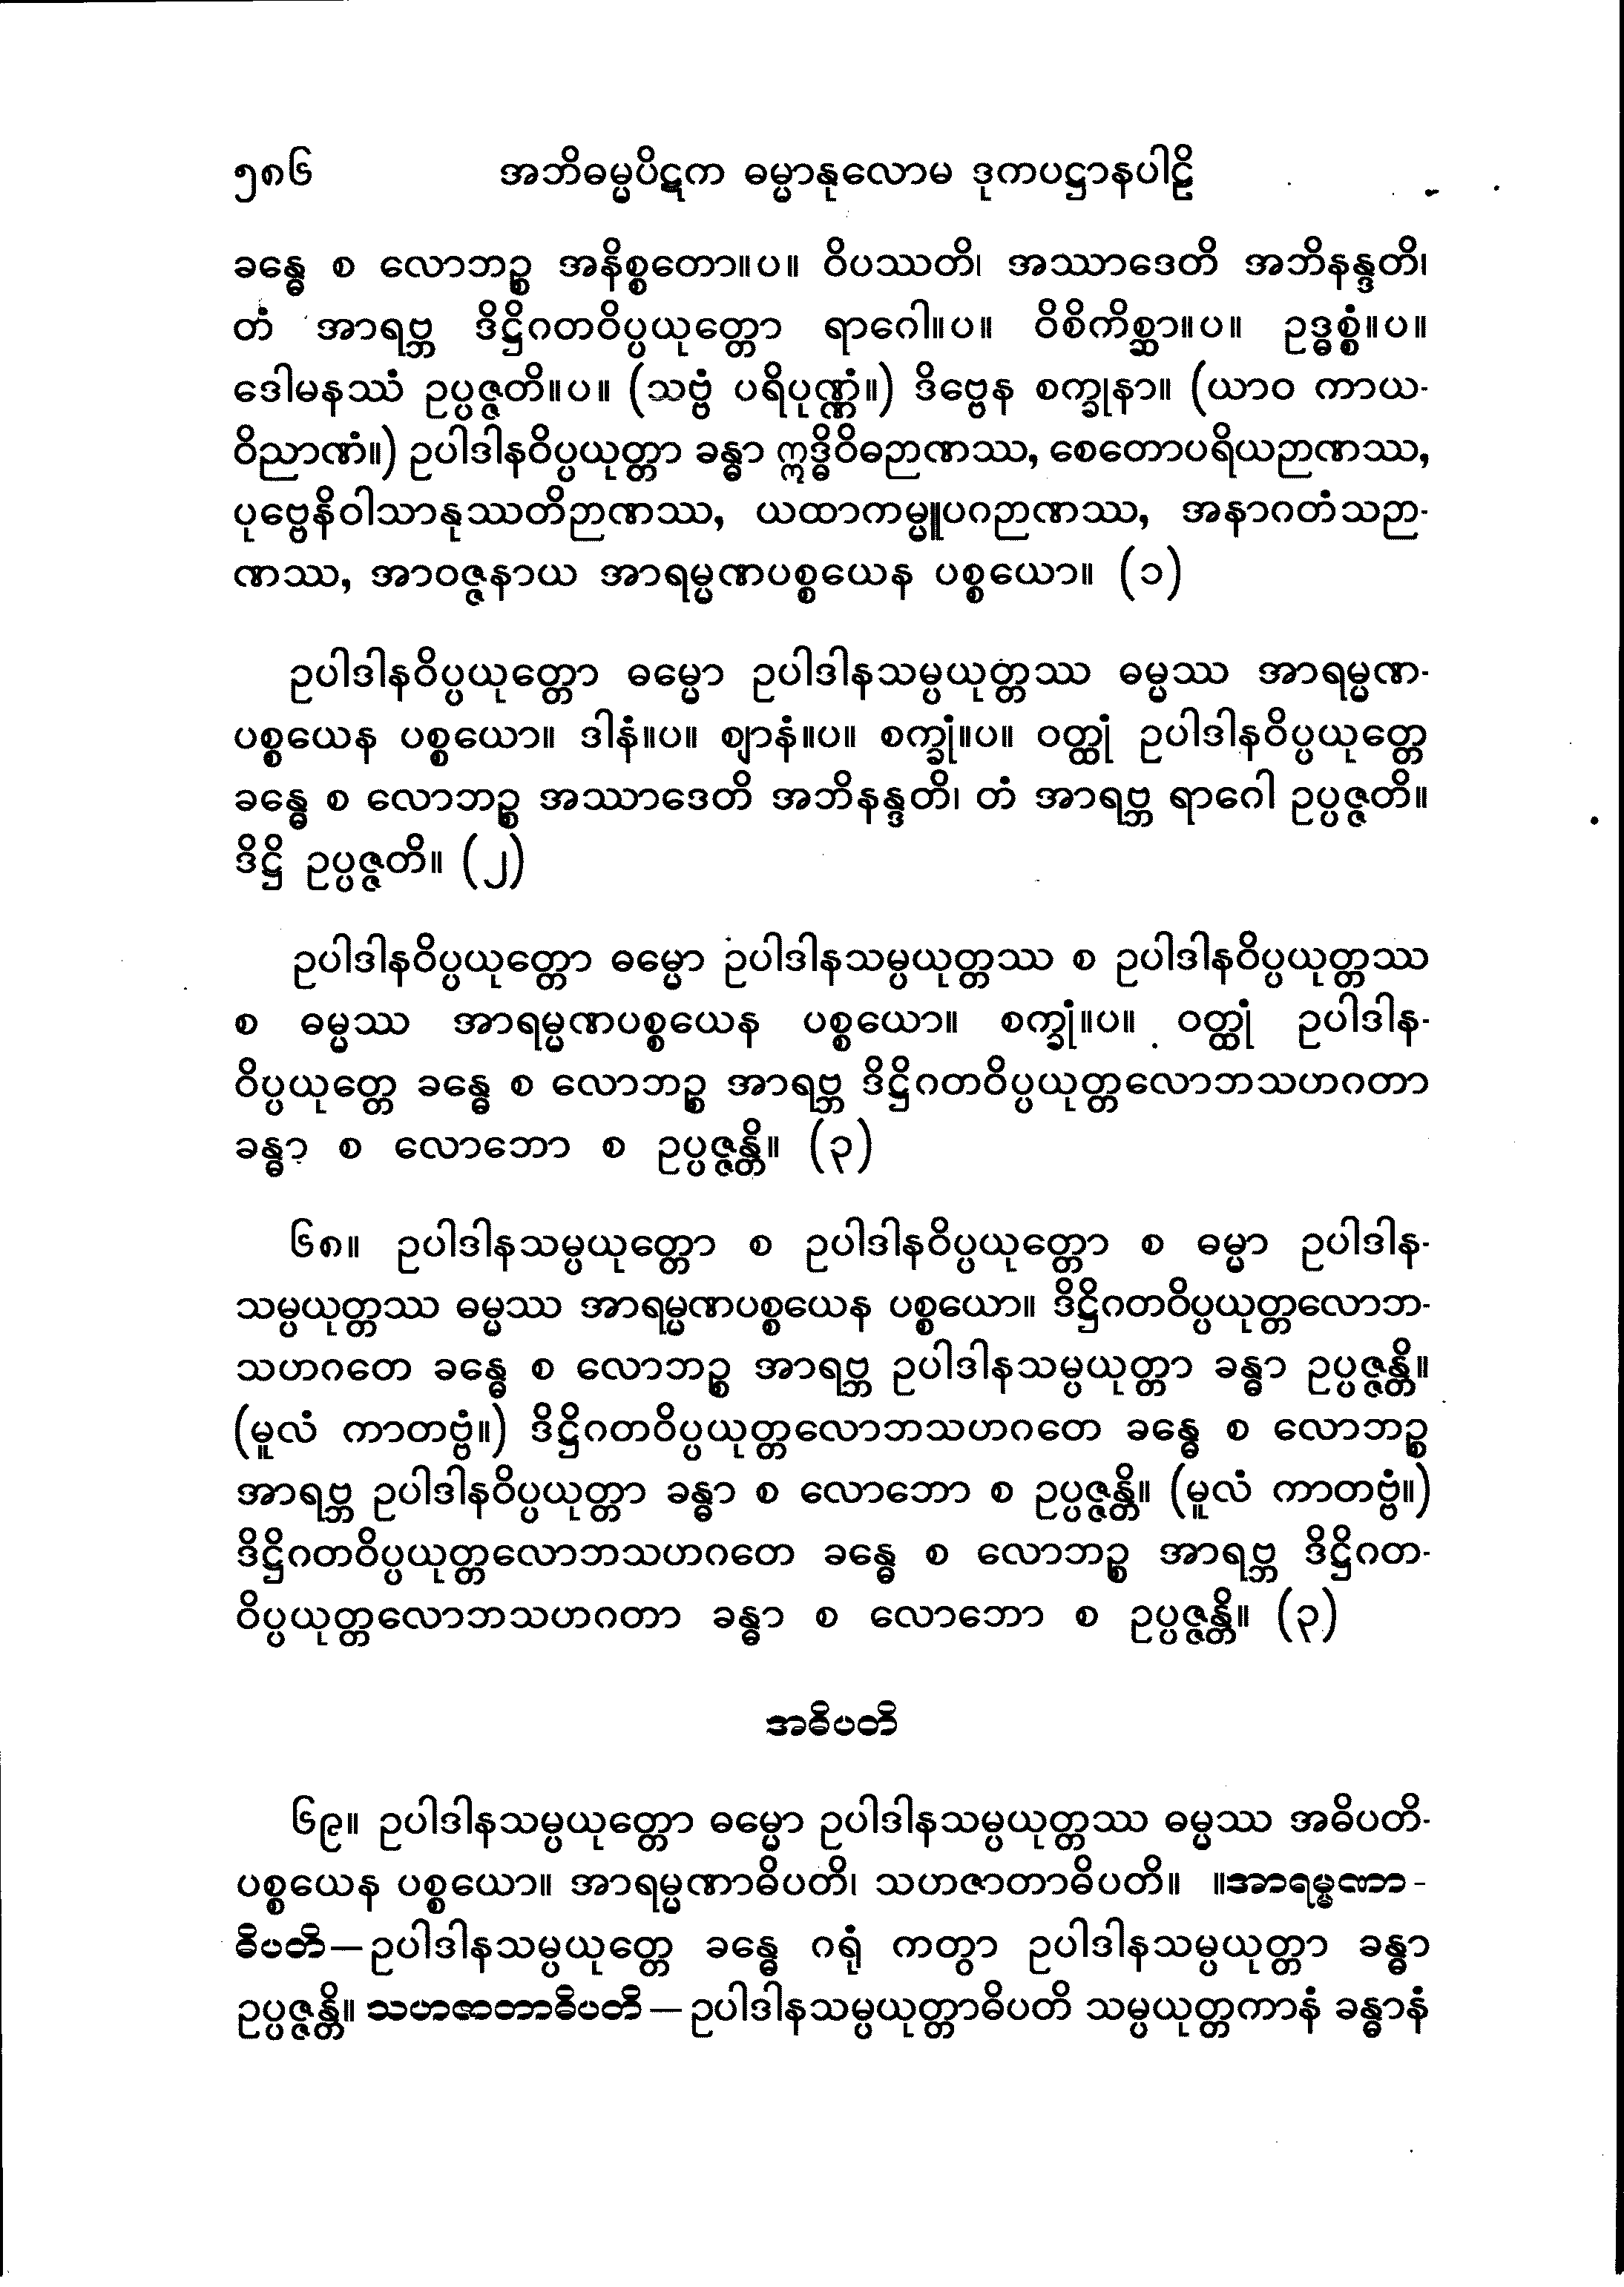 ၅၈၆ အဘိဓမ္မပိဋက ဓမ္မာနုလောမ ဒုကပဋ္ဌာနပါဠိ
ခန္ဓေ စ လောဘဉ္စ အနိစ္စတော။ပ။ ဝိပဿတိ၊ အဿာဒေတိ အဘိနန္ဒတိ၊
တံ အာရဗ္ဘ ဒိဋ္ဌိဂတဝိပ္ပယုတ္တော ရာဂေါ။ပ။ ဝိစိကိစ္ဆာ။ပ။ ဥဒ္ဓစ္စံ။ပ။
ဒေါမနဿံ ဥပ္ပဇ္ဇတိ။ပ။ (သဗ္ဗံ ပရိပုဏ္ဏံ။) ဒိဗ္ဗေန စက္ခုနာ။ (ယာဝ ကာယ-
ဝိညာဏံ။) ဥပါဒါနဝိပ္ပယုတ္တာ ခန္ဓာ ဣဒ္ဓိဝိဓဉာဏဿ, စေတောပရိယဉာဏဿ,
ပုဗ္ဗေနိဝါသာနုဿတိဉာဏဿ, ယထာကမ္မူပဂဉာဏဿ, အနာဂတံသဉာ-
ဏဿ, အာဝဇ္ဇနာယ အာရမ္မဏပစ္စယေန ပစ္စယော။ (၁)
ဥပါဒါနဝိပ္ပယုတ္တော ဓမ္မော ဥပါဒါနသမ္ပယုတ္တဿ ဓမ္မဿ အာရမ္မဏ-
ပစ္စယေန ပစ္စယော။ ဒါနံ။ပ။ ဈာနံ။ပ။ စက္ခုံ။ပ။ ဝတ္ထုံ ဥပါဒါနဝိပ္ပယုတ္တေ
ခန္ဓေ စ လောဘဉ္စ အဿာဒေတိ အဘိနန္ဒတိ၊ တံ အာရဗ္ဘ ရာဂေါ ဥပ္ပဇ္ဇတိ။
ဒိဋ္ဌိ ဥပ္ပဇ္ဇတိ။ (၂)
ဥပါဒါနဝိပ္ပယုတ္တော ဓမ္မော ဥပါဒါနသမ္ပယုတ္တဿ စ ဥပါဒါနဝိပ္ပယုတ္တဿ
စ ဓမ္မဿ အာရမ္မဏပစ္စယေန ပစ္စယော။ စက္ခုံ။ပ။ ဝတ္ထုံ ဥပါဒါန-
ဝိပ္ပယုတ္တေ ခန္ဓေ စ လောဘဉ္စ အာရဗ္ဘ ဒိဋ္ဌိဂတဝိပ္ပယုတ္တလောဘသဟဂတာ
ခန္ဓာ စ လောဘော စ ဥပ္ပဇ္ဇန္တိ။ (၃)
၆၈။ ဥပါဒါနသမ္ပယုတ္တော စ ဥပါဒါနဝိပ္ပယုတ္တော စ ဓမ္မာ ဥပါဒါန-
သမ္ပယုတ္တဿ ဓမ္မဿ အာရမ္မဏပစ္စယေန ပစ္စယော။ ဒိဋ္ဌိဂတဝိပ္ပယုတ္တလောဘ-
သဟဂတေ ခန္ဓေ စ လောဘဉ္စ အာရဗ္ဘ ဥပါဒါနသမ္ပယုတ္တာ ခန္ဓာ ဥပ္ပဇ္ဇန္တိ။
(မူလံ ကာတဗ္ဗံ။) ဒိဋ္ဌိဂတဝိပ္ပယုတ္တလောဘသဟဂတေ ခန္ဓေ စ လောဘဉ္စ
အာရဗ္ဘ ဥပါဒါနဝိပ္ပယုတ္တာ ခန္ဓာ စ လောဘော စ ဥပ္ပဇ္ဇန္တိ။ (မူလံ ကာတဗ္ဗံ။)
ဒိဋ္ဌိဂတဝိပ္ပယုတ္တလောဘသဟဂတေ ခန္ဓေ စ လောဘဉ္စ အာရဗ္ဘ ဒိဋ္ဌိဂတ-
ဝိပ္ပယုတ္တလောဘသဟဂတာ ခန္ဓာ စ လောဘော စ ဥပ္ပဇ္ဇန္တိ။ (၃)
အဓိပတိ
၆၉။ ဥပါဒါနသမ္ပယုတ္တော ဓမ္မော ဥပါဒါနသမ္ပယုတ္တဿ ဓမ္မဿ အဓိပတိ-
ပစ္စယေန ပစ္စယော။ အာရမ္မဏာဓိပတိ၊ သဟဇာတာဓိပတိ။ ။အာရမ္မဏာ-
ဓိပတိ—ဥပါဒါနသမ္ပယုတ္တေ ခန္ဓေ ဂရုံ ကတွာ ဥပါဒါနသမ္ပယုတ္တာ ခန္ဓာ
ဥပ္ပဇ္ဇန္တိ။ သဟဇာတာဓိပတိ—ဥပါဒါနသမ္ပယုတ္တာဓိပတိ သမ္ပယုတ္တကာနံ ခန္ဓာနံ